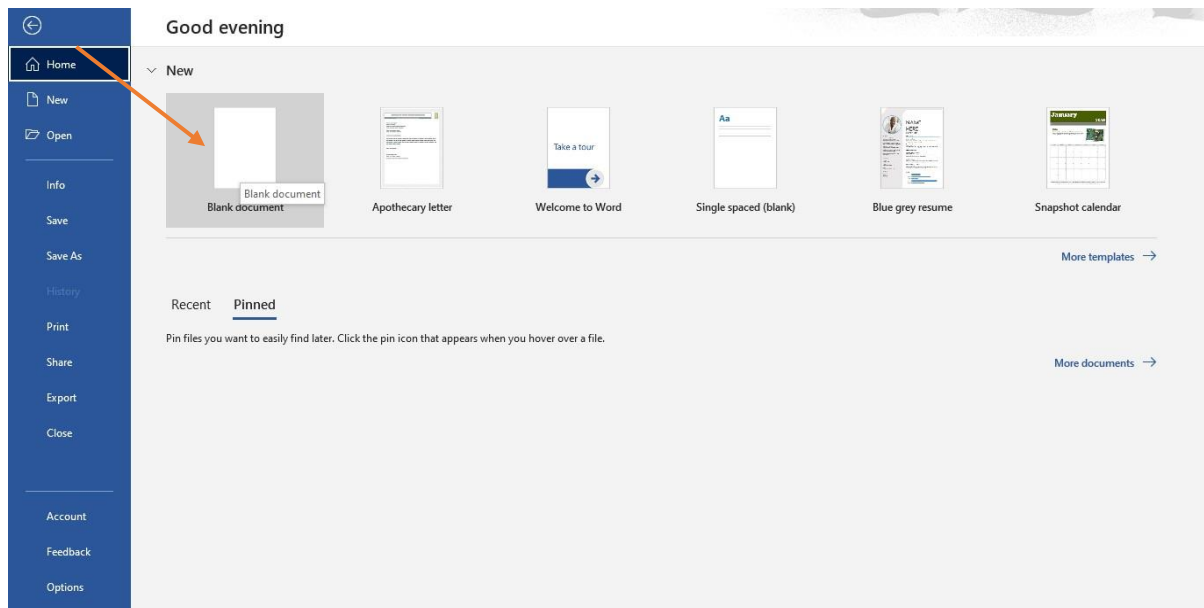 Good evening
Home
New
Open
Info
Save
Save As
History
Print
Share
Export
Close
Account
Feedback
Options
New
Blank document
Blank document
Apothecary letter
Take a tour
Welcome to Word
Aa
Single spaced (blank)
NAME
HERE
Blue grey resume
January
Snapshot calendar
More templates
Recent Pinned
Pin files you want to easily find later. Click the pin icon that appears when you hover over a file.
More documents